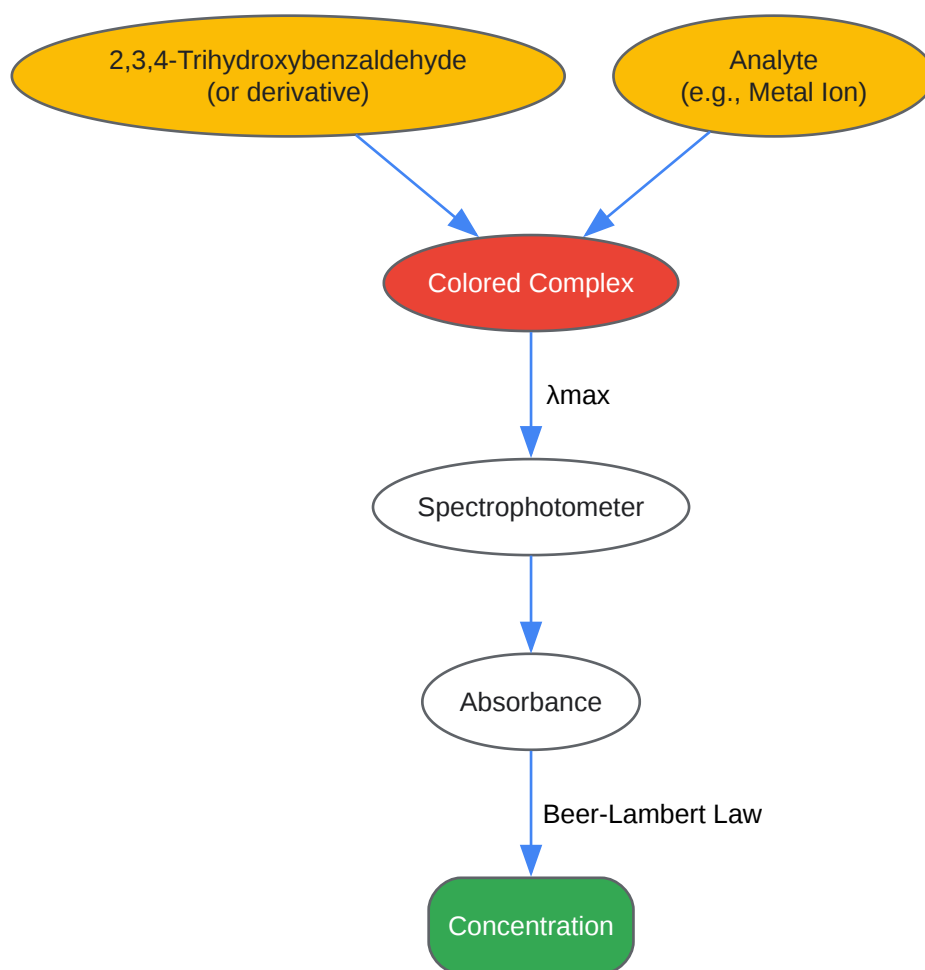 2,3,4-Trihydroxybenzaldehyde
(or derivative)
Analyte
(e.g., Metal Ion)
Colored Complex
λmax
Spectrophotometer
Absorbance
Beer-Lambert Law
Concentration